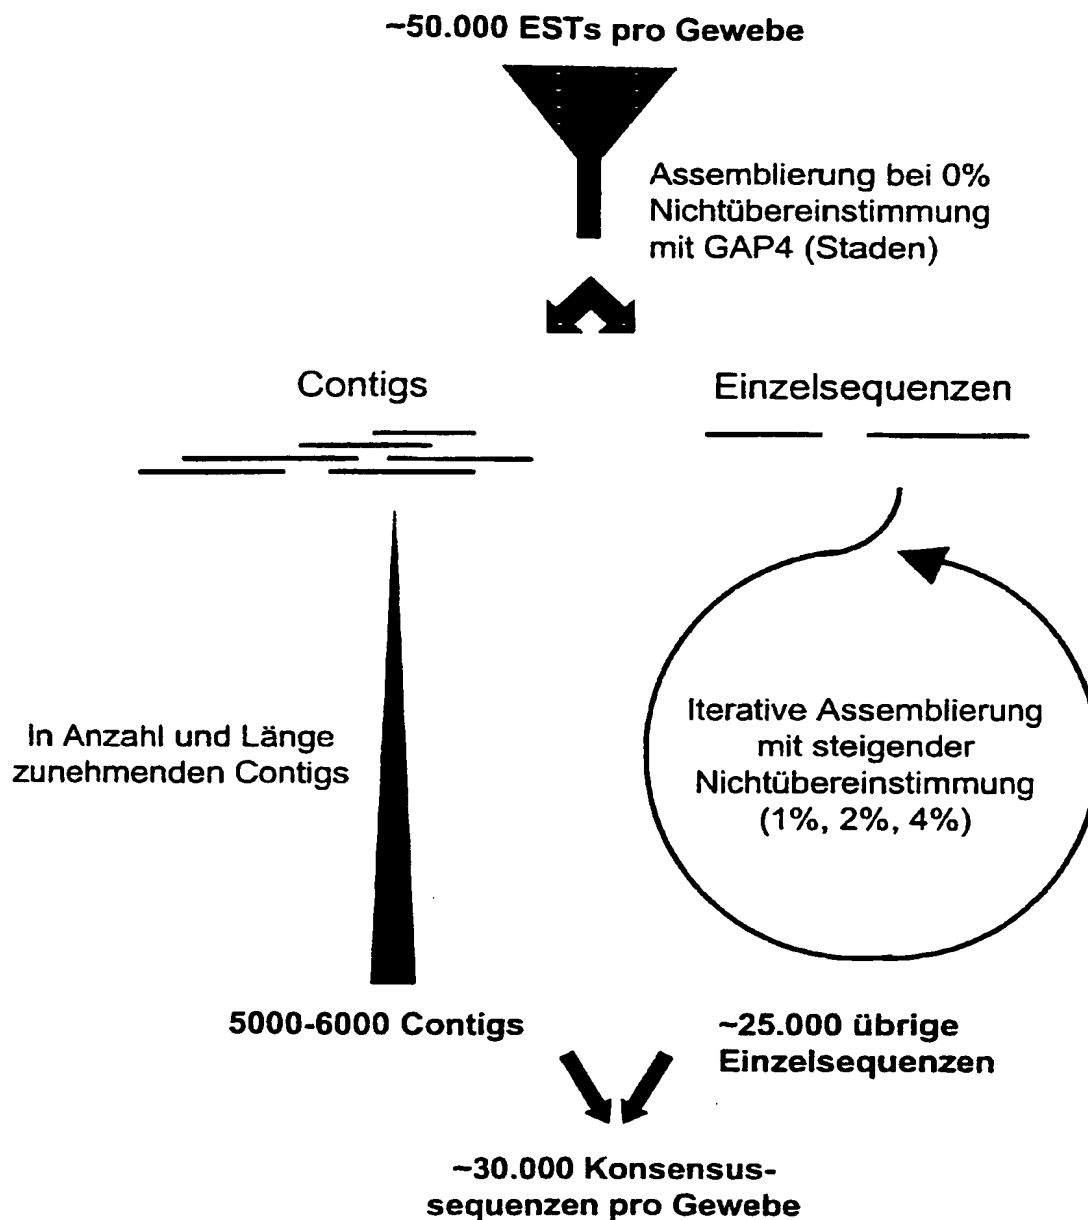 ~50.000 ESTs pro Gewebe
Assemblierung bei 0%
Nichtübereinstimmung
mit GAP4 (Staden)
Contigs
Einzelsequenzen
In Anzahl und Länge
zunehmenden Contigs
Iterative Assemblierung
mit steigender
Nichtübereinstimmung
(1%, 2%, 4%)
5000-6000 Contigs
~25.000 übrige
Einzelsequenzen
~30.000 Konsensus-
sequenzen pro Gewebe